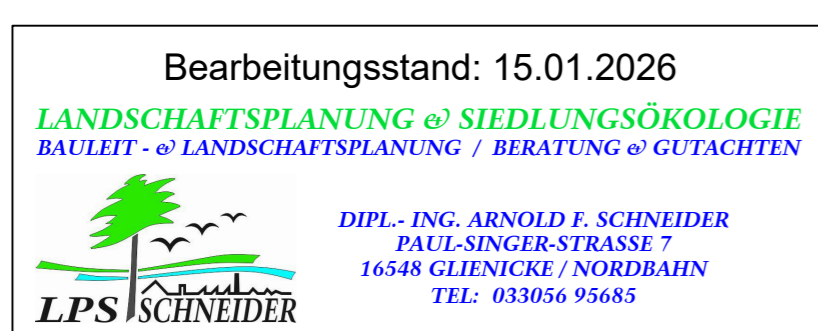 Bearbeitungsstand: 15.01.2026
LANDSCHAFTSPLANUNG & SIEDLUNGSÖKOLOGIE
BAULEIT - & LANDSCHAFTSPLANUNG / BERATUNG & GUTACHTEN
DIPL.- ING. ARNOLD F. SCHNEIDER
PAUL-SINGER-STRASSE 7
16548 GLIENICKE / NORDBAHN
TEL: 033056 95685
LPS SCHNEIDER